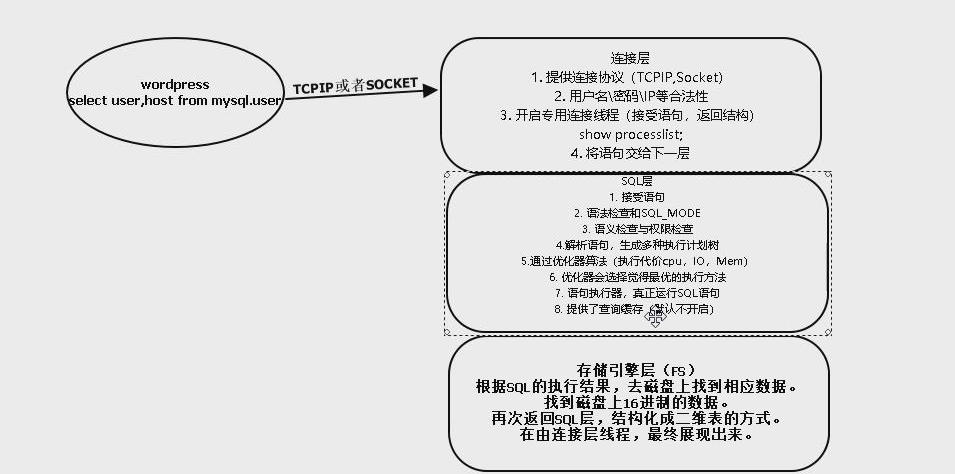 wordpress
select user,host from mysql.user
TCPIP或者SOCKET
连接层
1. 提供连接协议（TCPIP,Socket）
2. 用户名\密码\IP等合法性
3. 开启专用连接线程（接受语句，返回结构）
show processlist;
4. 将语句交给下一层
SQL层
1. 接受语句
2. 语法检查和SQL_MODE
3. 语义检查与权限检查
4.解析语句，生成多种执行计划树
5.通过优化器算法（执行代价cpu，IO，Mem）
6. 优化器会选择觉得最优的执行方法
7. 语句执行器，真正运行SQL语句
8. 提供了查询缓存（默认不开启）
存储引擎层（FS）
根据SQL的执行结果，去磁盘上找到相应数据。
找到磁盘上16进制的数据。
再次返回SQL层，结构化成二维表的方式。
在由连接层线程，最终展现出来。